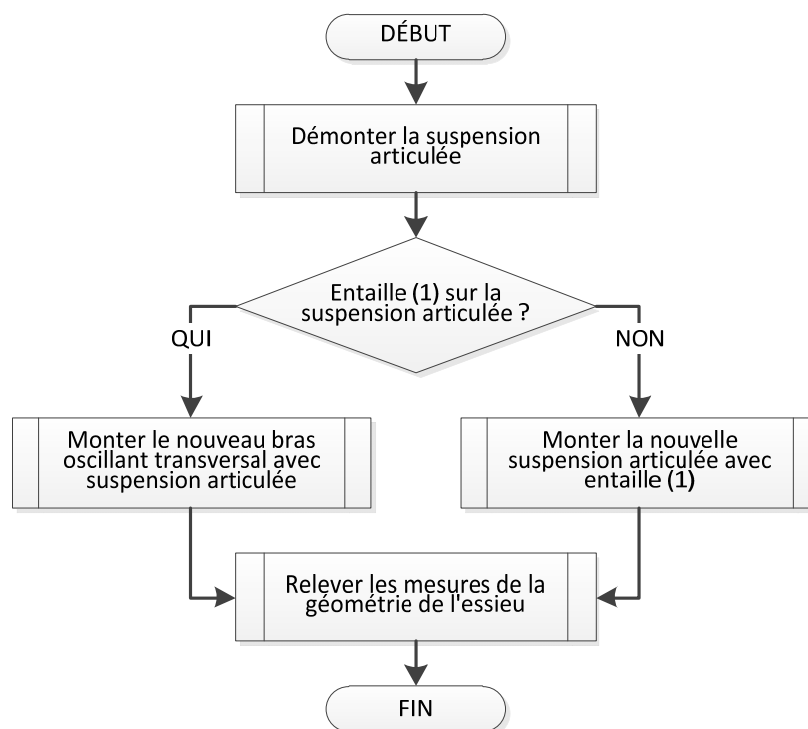 DÉBUT
Démonter la suspension
articulée
Entaille (1) sur la
suspension articulée ?
QUI
NON
Monter le nouveau bras
oscillant transversal avec
suspension articulée
Monter la nouvelle
suspension articulée avec
entaille (1)
Relever les mesures de la
géométrie de l'essieu
FIN